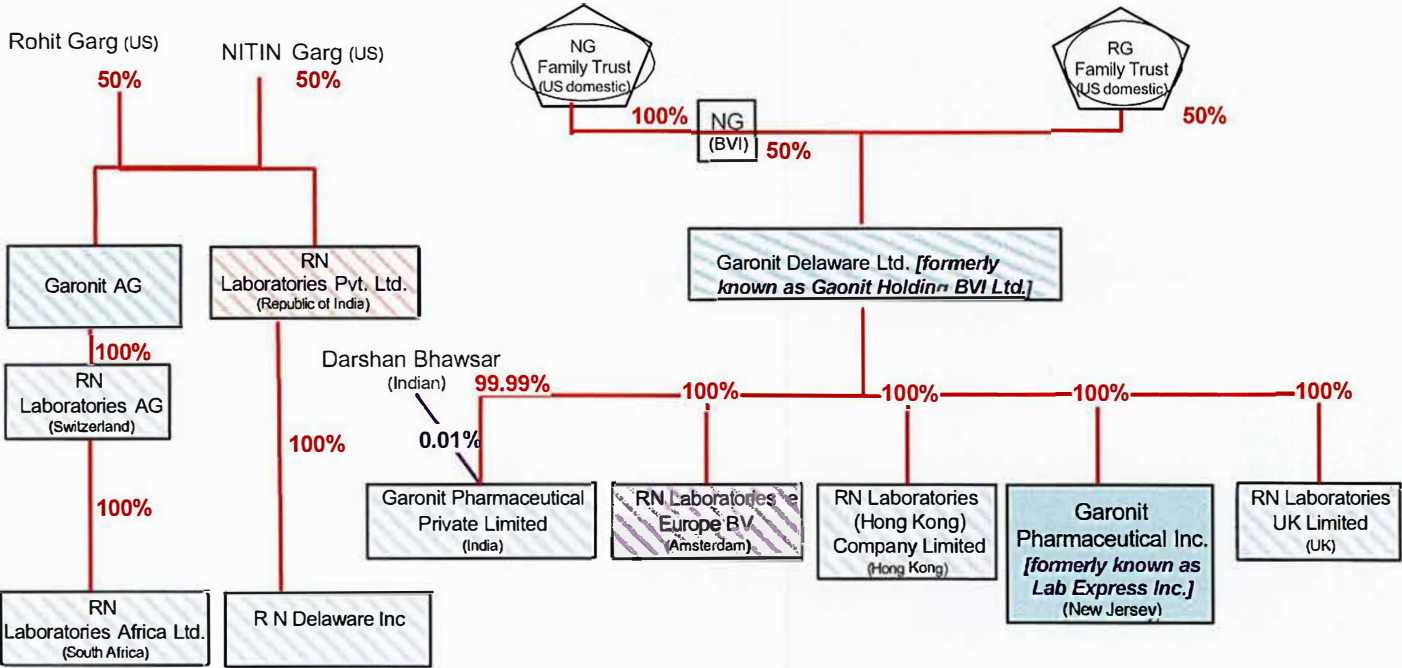 Rohit Garg (US)
50%
NITIN Garg (US)
50%
NG
Family Trust
(US domestic)
100%
NG
(BVI)
50%
RG
Family Trust
(US domestic)
50%
Garonit AG
RN
Laboratories Pvt. Ltd.
(Republic of India)
Garonit Delaware Ltd. [formerly
known as Gaonit Holding BVI Ltd.]
100%
RN
Laboratories AG
(Switzerland)
100%
RN
Laboratories Africa Ltd.
(South Africa)
100%
R N Delaware Inc
Darshan Bhawsar
(Indian)
0.01%
99.99%
100%
100%
100%
100%
Garonit Pharmaceutical
Private Limited
(India)
RN Laboratories e
Europe BV
(Amsterdam)
RN Laboratories
(Hong Kong)
Company Limited
(Hong Kong)
Garonit
Pharmaceutical Inc.
[formerly known as
Lab Express Inc.]
(New Jersey)
RN Laboratories
UK Limited
(UK)